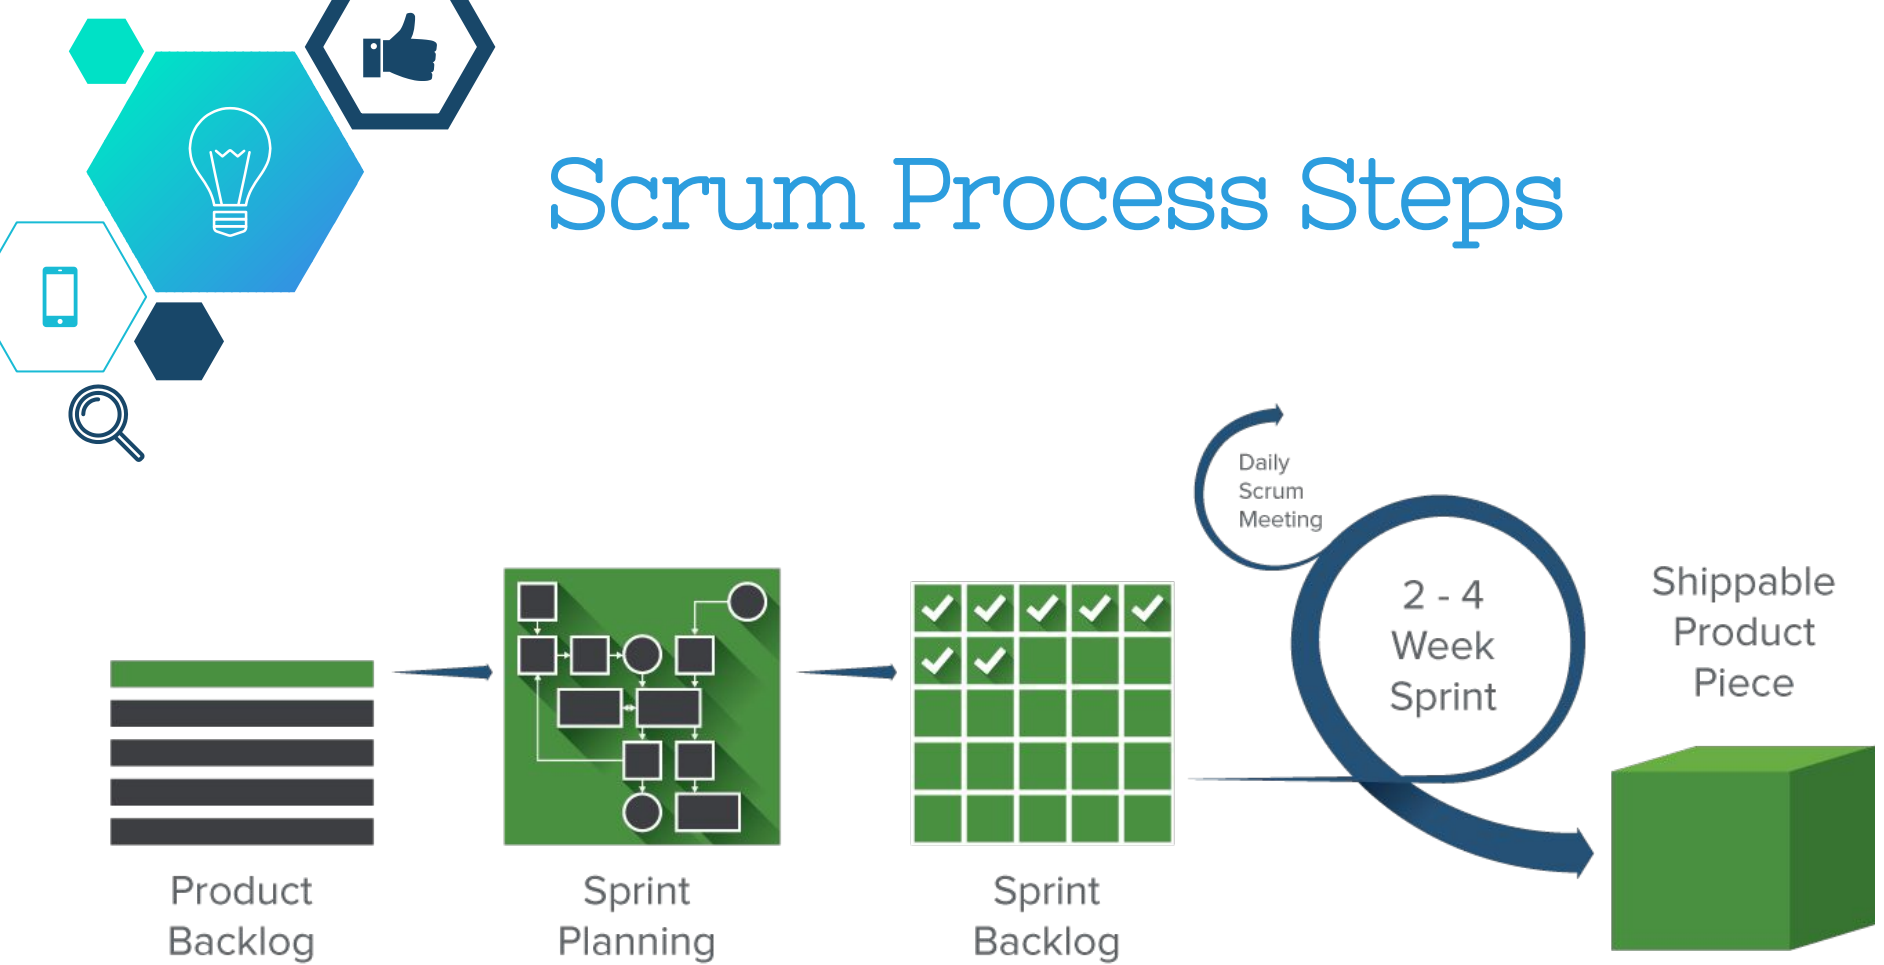 Scrum Process Steps
Daily
Scrum
Meeting
2 - 4
Week
Sprint
Shippable
Product
Piece
Product
Backlog
Sprint
Planning
Sprint
Backlog